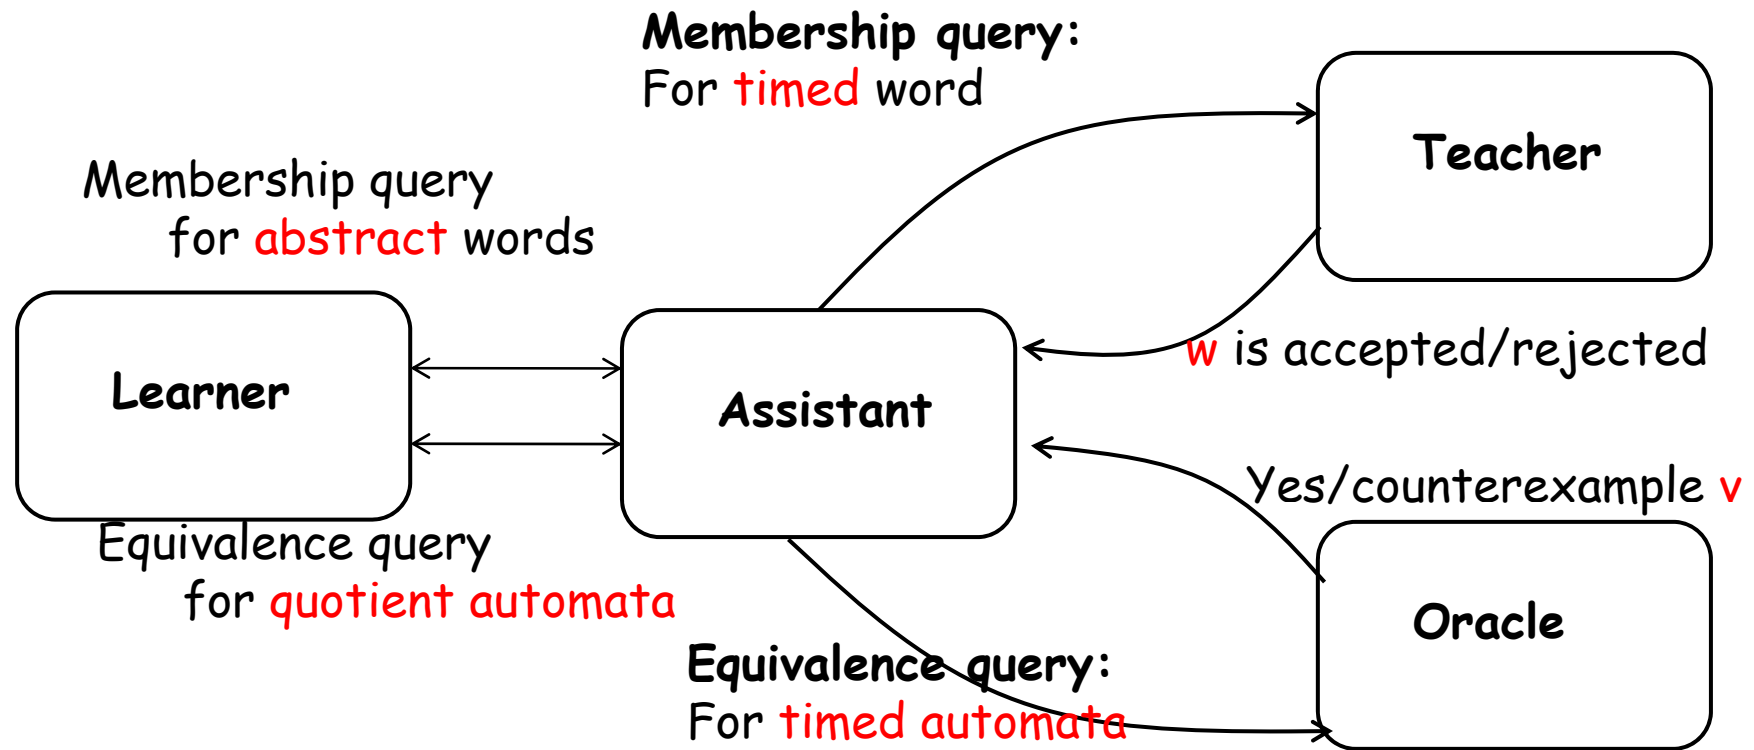 Membership query:
For timed word
Teacher
Membership query
for abstract words
w is accepted/rejected
Learner
Assistant
Yes/counterexample v
Equivalence query
for quotient automata
Oracle
Equivalence query:
For timed automata